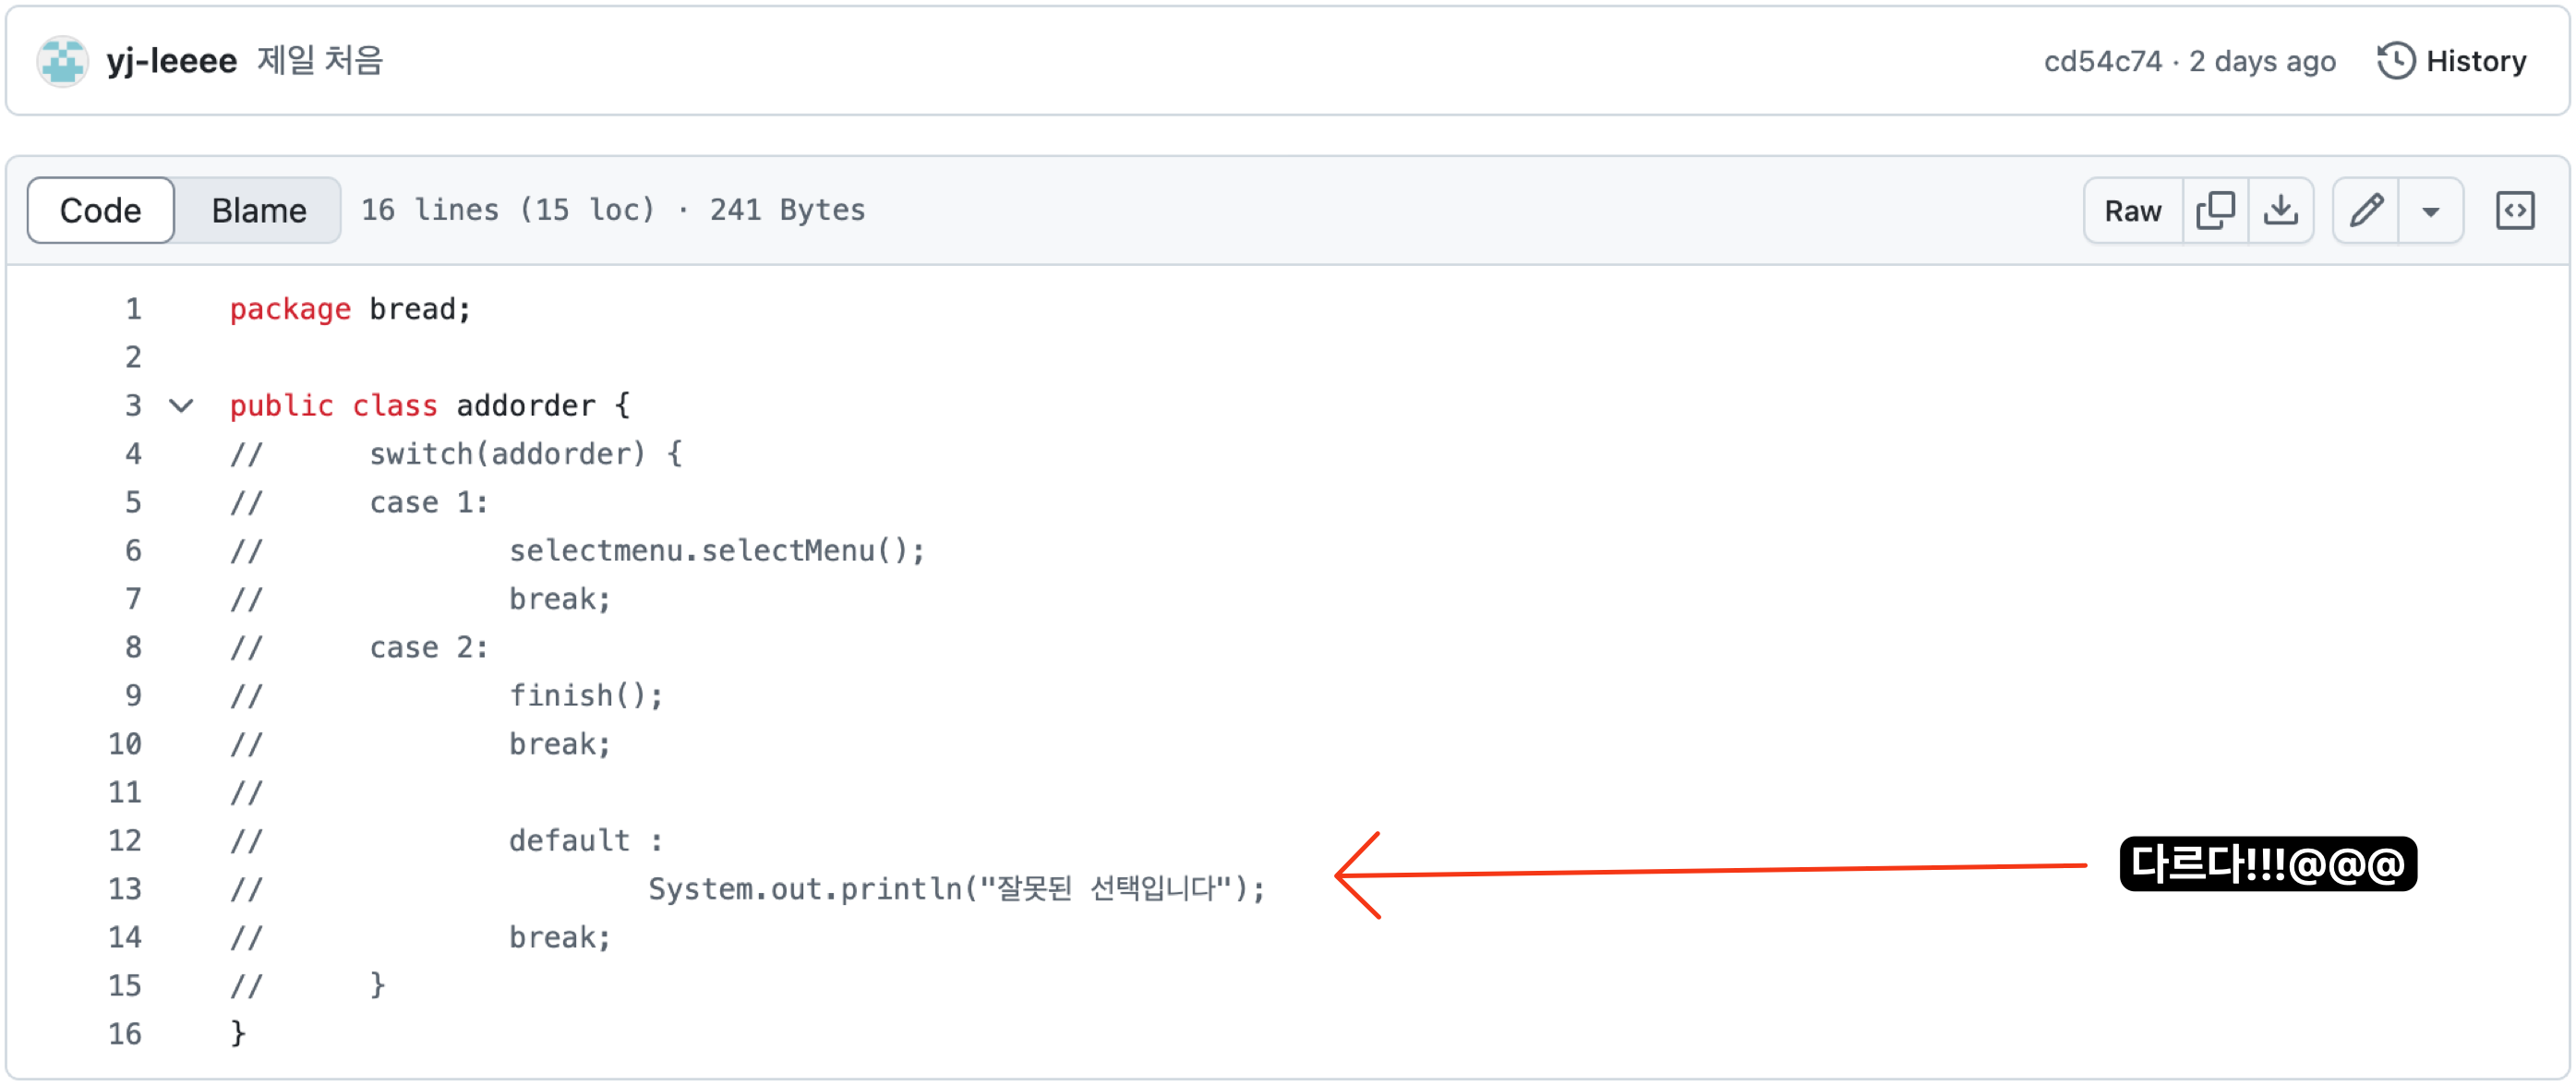 yj-leeee 제일 처음 cd54c74 · 2 days ago History
Code Blame 16 lines (15 loc) · 241 Bytes Raw
1 package bread;
2
3 public class addorder {
4 // switch(addorder) {
5 // case 1:
6 // selectmenu.selectMenu();
7 // break;
8 // case 2:
9 // finish();
10 // break;
11 //
12 // default :
13 // System.out.println("잘못된 선택입니다");
다르다!!!@@@
14 // break;
15 // }
16 }